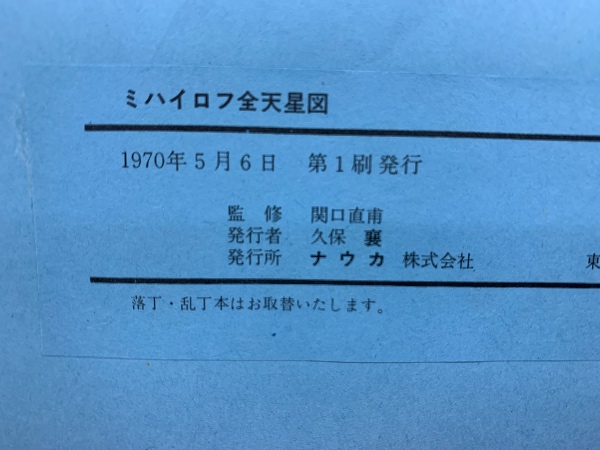 ミハイロフ全天星図
1970年5月6日 第1刷発行
監修 関口直甫
発行者 久保 襄
発行所 ナウカ 株式会社 東
落丁・乱丁本はお取替いたします。